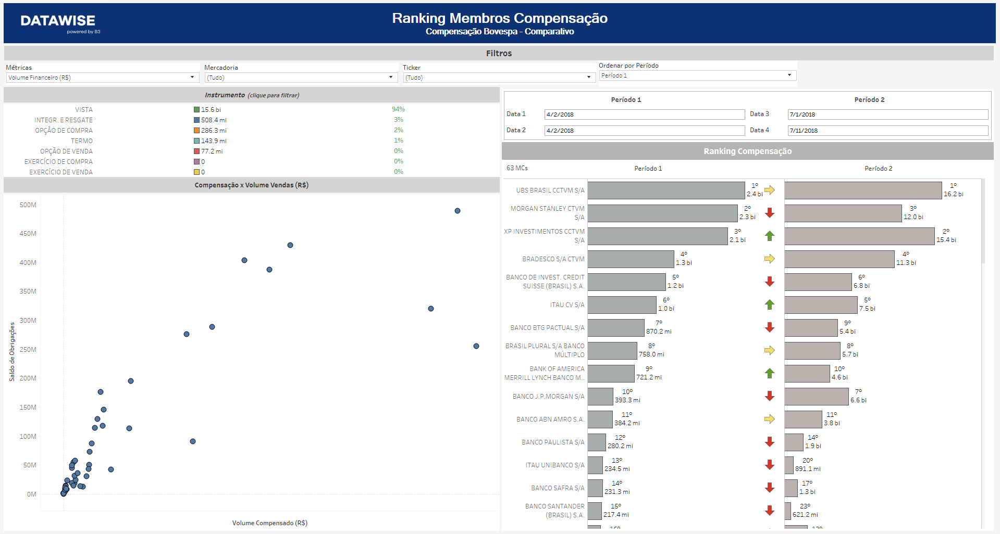 DATAWISE
powered by B3
Ranking Membros Compensação
Compensação Bovespa - Comparativo
Filtros
Métricas
Volume Financeiro (R$)
Mercadoria
(Tudo)
Ticker
(Tudo)
Ordenar por Período
Período 1
Instrumento (clique para filtrar)
VISTA 15.6 bi 94%
INTEGR. E RESGATE 508.4 mi 3%
OPÇÃO DE COMPRA 286.3 mi 2%
TERMO 143.9 mi 1%
OPÇÃO DE VENDA 77.2 mi 0%
EXERCÍCIO DE COMPRA 0 0%
EXERCÍCIO DE VENDA 0 0%
Compensação x Volume Vendas (R$)
500M
450M
400M
350M
300M
250M
200M
150M
100M
50M
0M
Saldo de Obrigações
Volume Compensado (R$)
Período 1 Período 2
Data 1 4/2/2018 Data 3 7/1/2018
Data 2 4/2/2018 Data 4 7/11/2018
Ranking Compensação
63 MCs Período 1 Período 2
UBS BRASIL CCTVM S/A
1º
2.4 bi
1º
16.2 bi
MORGAN STANLEY CTVM
S/A
2º
2.3 bi
3º
12.0 bi
XP INVESTIMENTOS CCTVM
S/A
3º
2.1 bi
2º
15.4 bi
BRADESCO S/A CTVM
4º
1.3 bi
4º
11.3 bi
BANCO DE INVEST. CREDIT
SUISSE (BRASIL) S.A.
5º
1.2 bi
6º
6.8 bi
ITAU CV S/A
6º
1.0 bi
5º
7.5 bi
BANCO BTG PACTUAL S/A
7º
870.2 mi
9º
5.4 bi
BRASIL PLURAL S/A BANCO
MÚLTIPLO
8º
758.0 mi
8º
5.7 bi
BANK OF AMERICA
MERRILL LYNCH BANCO M..
9º
721.2 mi
10º
4.6 bi
BANCO J.P.MORGAN S/A
10º
393.3 mi
7º
6.6 bi
BANCO ABN AMRO S.A.
11º
384.2 mi
11º
3.8 bi
BANCO PAULISTA S/A
12º
280.2 mi
14º
1.9 bi
ITAU UNIBANCO S/A
13º
234.5 mi
20º
891.1 mi
BANCO SAFRA S/A
14º
231.3 mi
17º
1.3 bi
BANCO SANTANDER
(BRASIL) S.A.
15º
217.4 mi
23º
621.2 mi